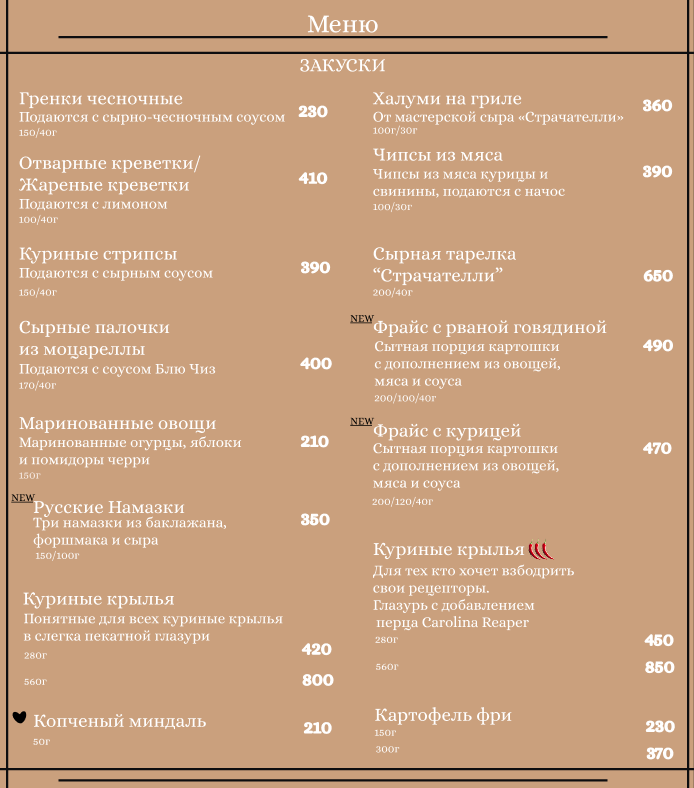 Меню
ЗАКУСКИ
Гренки чесночные
Подаются с сырно-чесночным соусом
150/40г
230
Отварные креветки/
Жареные креветки
Подаются с лимоном
100/40г
410
Куриные стрипсы
Подаются с сырным соусом
150/40г
390
Сырные палочки
из моцареллы
Подаются с соусом Блю Чиз
170/40г
400
Маринованные овощи
Маринованные огурцы, яблоки
и помидоры черри
150г
210
NEW
Русские Намазки
Три намазки из баклажана,
форшмака и сыра
150/100г
350
Куриные крылья
Понятные для всех куриные крылья
в слегка пекатной глазури
280г 420
560г 800
Копченый миндаль
50г
210
Халуми на гриле
От мастерской сыра «Страчателли»
100г/30г
360
Чипсы из мяса
Чипсы из мяса курицы и
свинины, подаются с начос
100/30г
390
Сырная тарелка
“Страчателли”
200/40г
650
NEW
Фрайс с рваной говядиной
Сытная порция картошки
с дополнением из овощей,
мяса и соуса
200/100/40г
490
NEW
Фрайс с курицей
Сытная порция картошки
с дополнением из овощей,
мяса и соуса
200/120/40г
470
Куриные крылья
Для тех кто хочет взбодрить
свои рецепторы.
Глазурь с добавлением
перца Carolina Reaper
280г 450
560г 850
Картофель фри
150г 230
300г 370